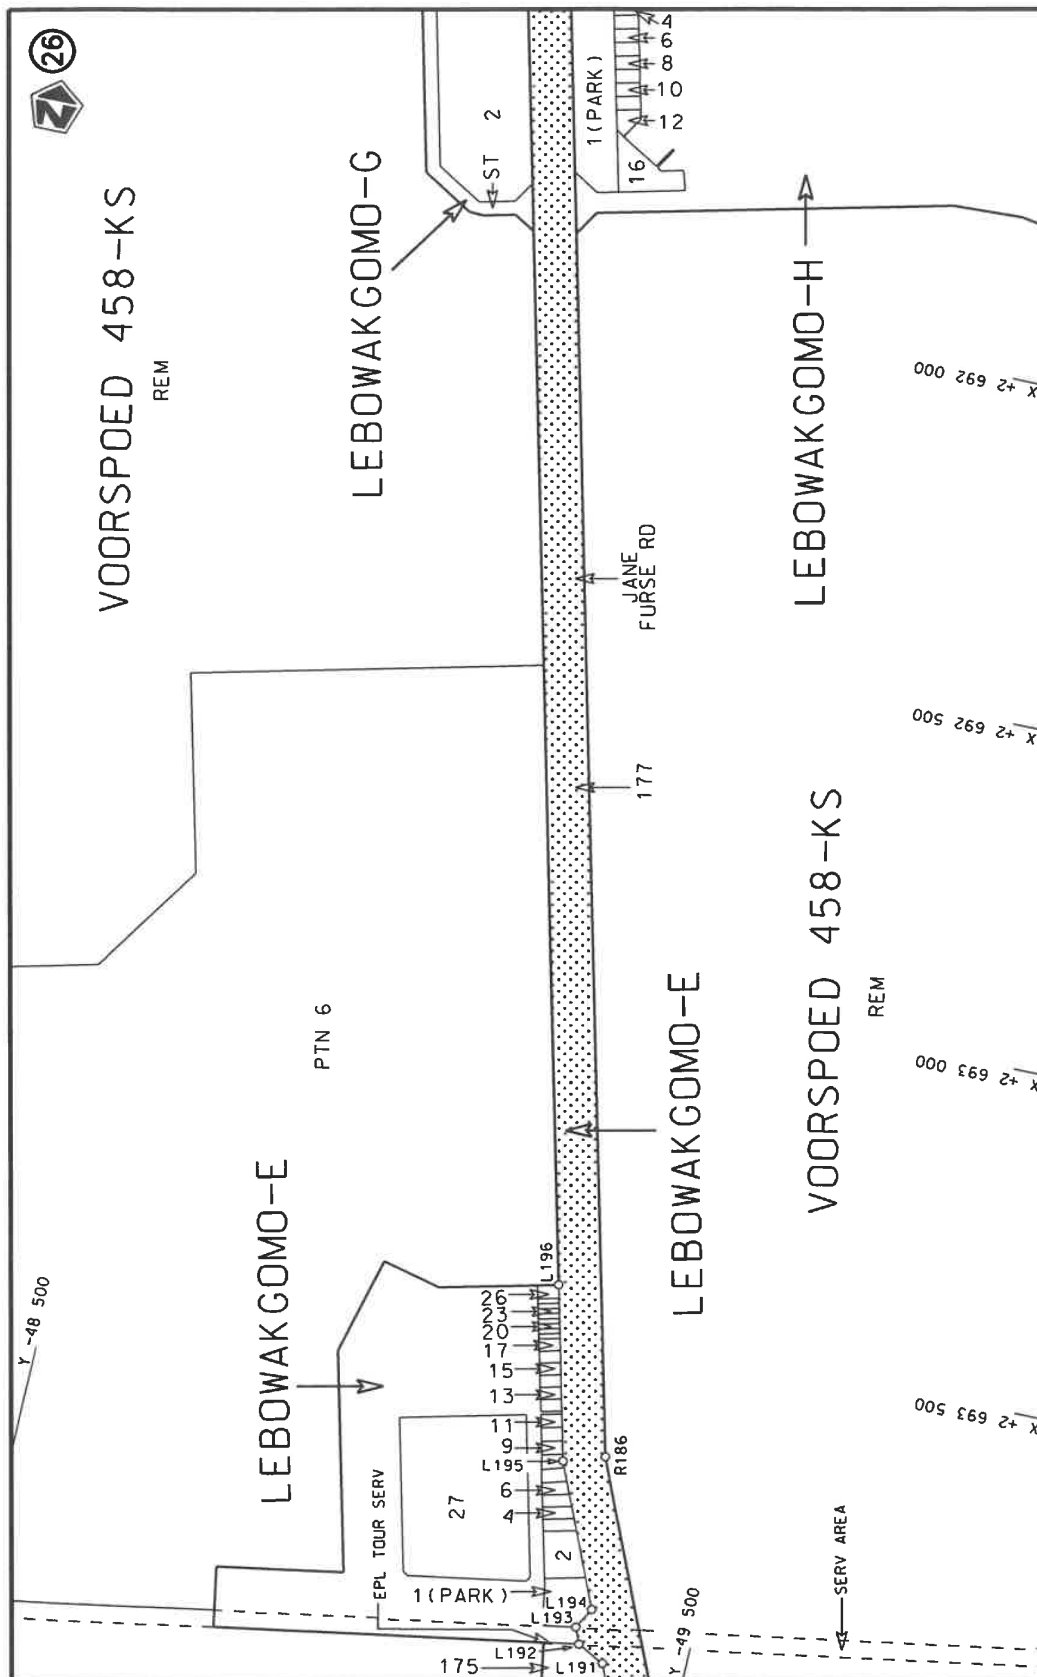 26
N
VOORSPOED 458-KS
REM
LEBOWAKGOMO-G
2
ST
1(PARK)
4
6
8
10
12
16
LEBOWAKGOMO-H
X +2 692 000
JANE
FURSE RD
X +2 692 500
177
VOORSPOED 458-KS
REM
PTN 6
LEBOWAKGOMO-E
X +2 693 000
LEBOWAKGOMO-E
Y -48 500
L196
26
23
20
17
15
13
11
9
L195
6
4
27
2
R186
X +2 693 500
EPL TOUR SERV
1(PARK)
L194
L193
L192
L191
175
Y -49 500
SERV AREA